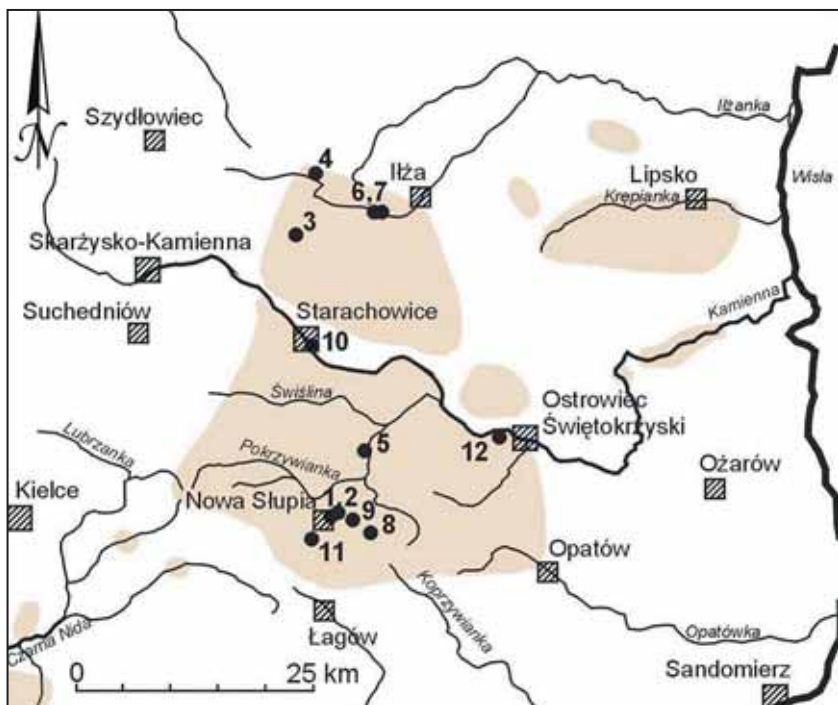 N
Szydłowiec
Iłżanka
4
Iłża
Lipsko
Wisła
6,7
Krępianka
3
Skarżysko-Kamienna
Suchedniów
Starachowice
Kamienna
10
Świślina
Ostrowiec
Świętokrzyski
Lubrzanka
5
12
Pokrzywianka
Ożarów
Kielce
Nowa Słupia
1,2
9
8
11
Opatów
Koprzywianka
Łagów
Opatówka
Czarna Nida
0
25 km
Sandomierz